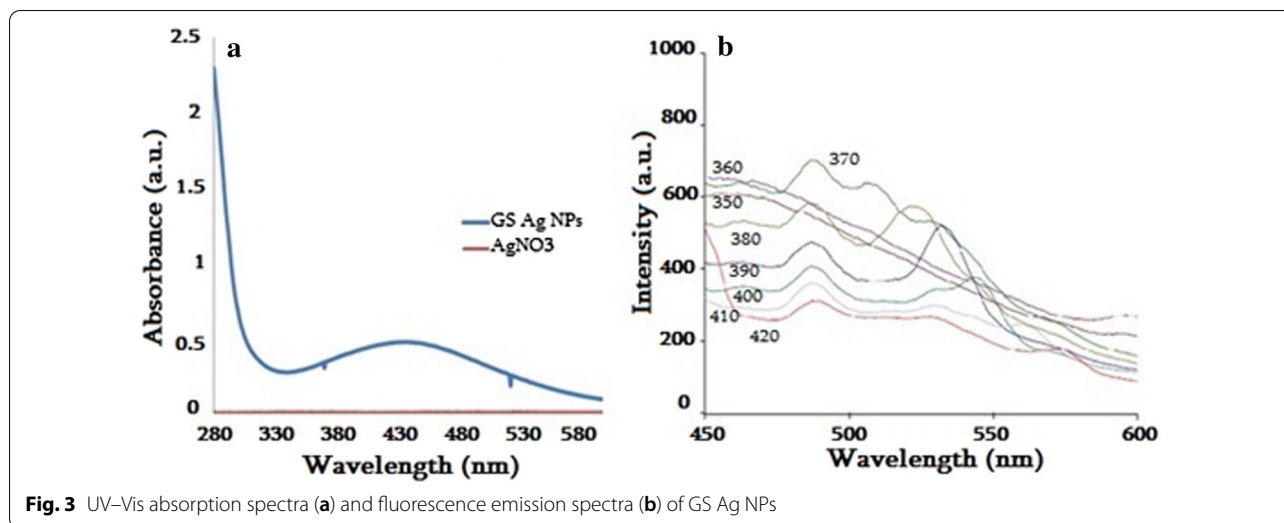 a
2.5
2
1.5
1
0.5
0
Absorbance (a.u.)
GS Ag NPs
AgNO3
280 330 380 430 480 530 580
Wavelength (nm)
b
1000
800
600
400
200
0
Intensity (a.u.)
360
370
350
380
390
400
410
420
450 500 550 600
Wavelength (nm)
Fig. 3 UV–Vis absorption spectra (a) and fluorescence emission spectra (b) of GS Ag NPs